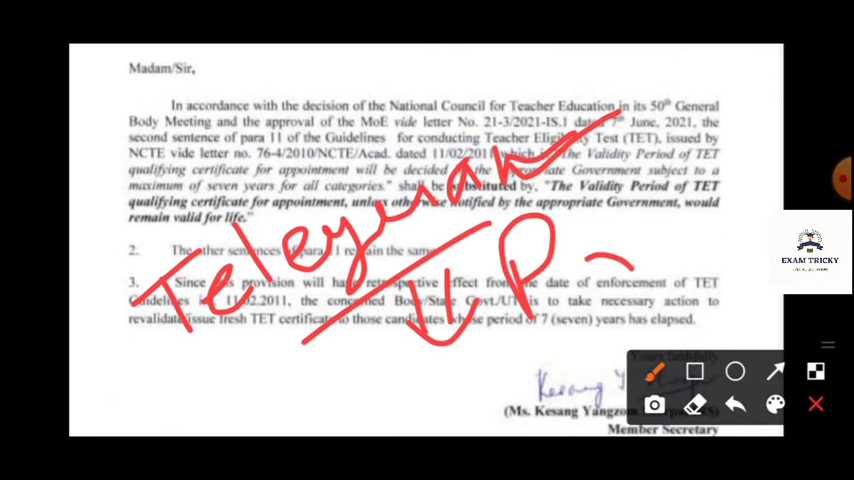 Madam/Sir,
In accordance with the decision of the National Council for Teacher Education in its 50th General
Body Meeting and the approval of the MoE vide letter No. 21-3/2021-IS.1 dated 7th June, 2021, the
second sentence of para 11 of the Guidelines for conducting Teacher Eligibility Test (TET), issued by
NCTE vide letter no. 76-4/2010/NCTE/Acad. dated 11/02/2011 which is "The Validity Period of TET
qualifying certificate for appointment will be decided by the appropriate Government subject to a
maximum of seven years for all categories." shall be substituted by, "The Validity Period of TET
qualifying certificate for appointment, unless otherwise notified by the appropriate Government, would
remain valid for life."
2. The other sentences of para 11 remain the same
3. Since this provision will have retrospective effect from the date of enforcement of TET
Guidelines i.e. 11.02.2011, the concerned Body/State Govt./UT is to take necessary action to
revalidate/issue fresh TET certificate to those candidates whose period of 7 (seven) years has elapsed.
Yours faithfully
(Ms. Kesang Yangzom
Member Secretary
EXAM TRICKY